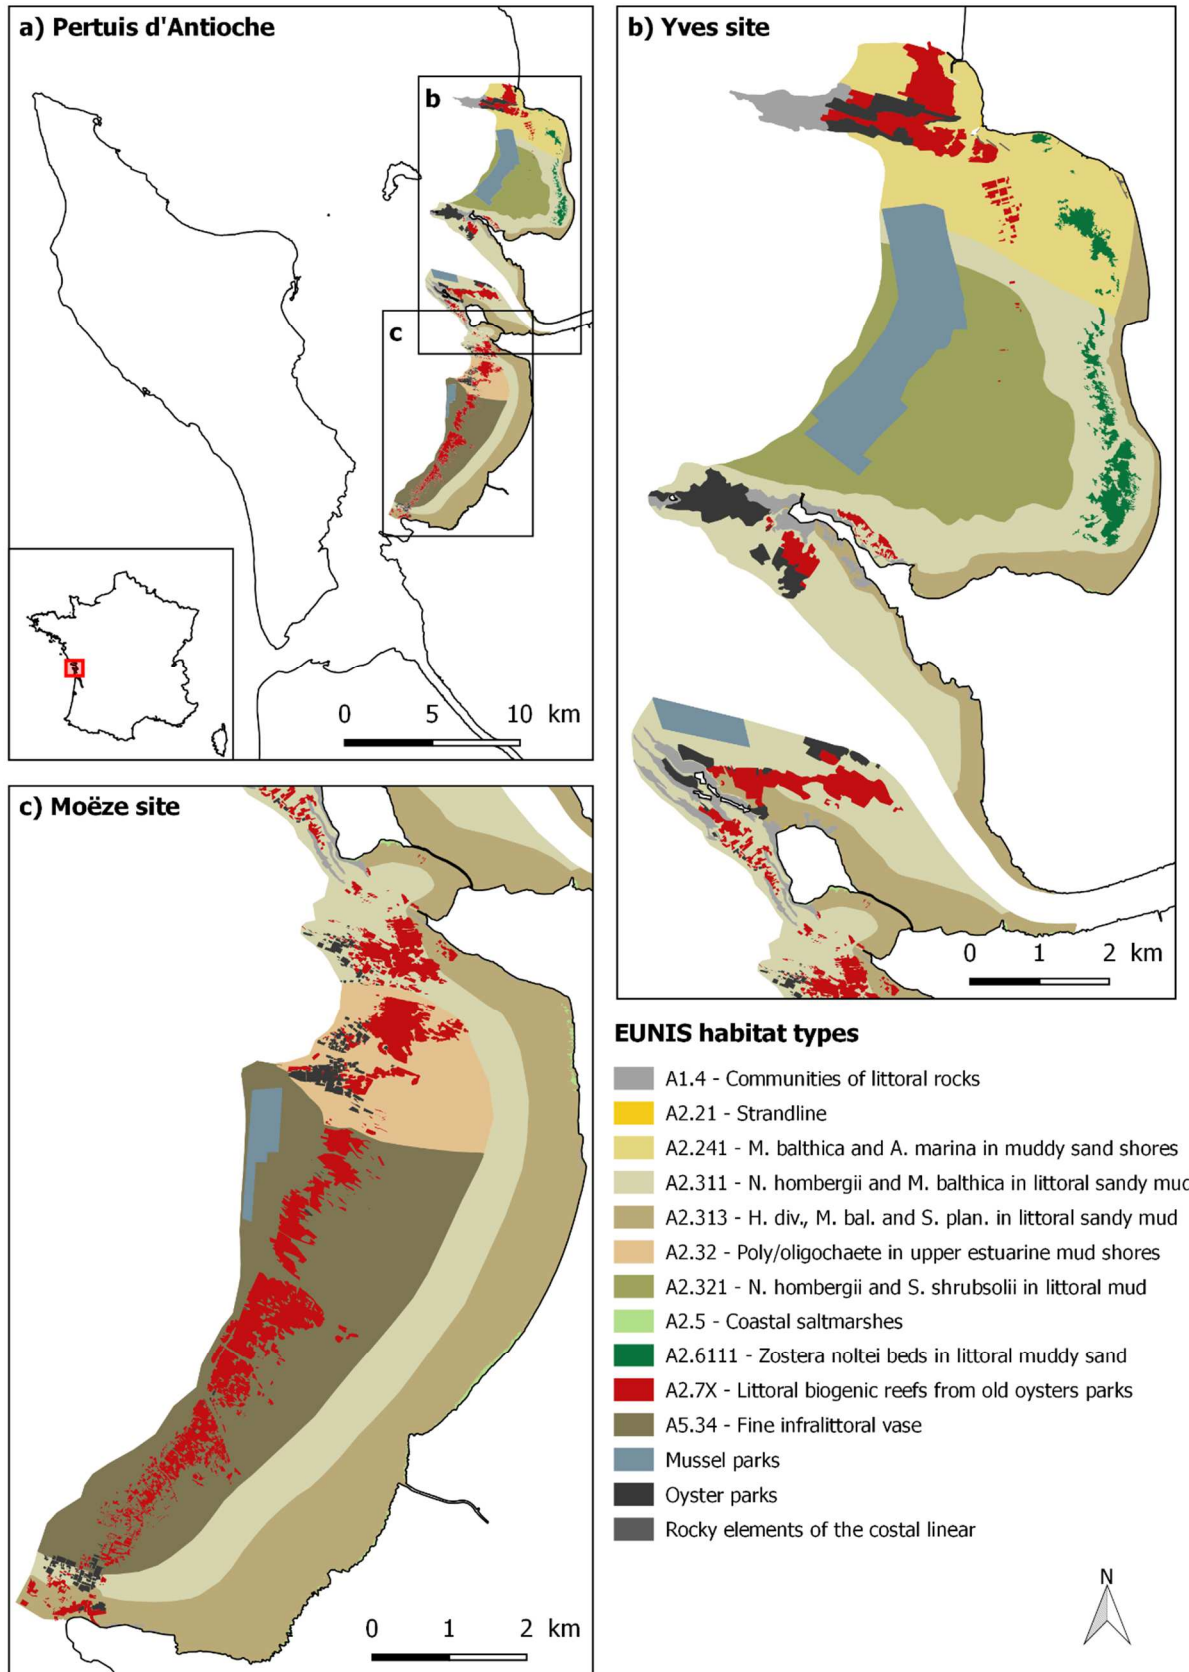 a) Pertuis d'Antioche
b
c
0 5 10 km
b) Yves site
0 1 2 km
c) Moëze site
0 1 2 km
EUNIS habitat types
A1.4 - Communities of littoral rocks
A2.21 - Strandline
A2.241 - M. balthica and A. marina in muddy sand shores
A2.311 - N. hombergii and M. balthica in littoral sandy mud
A2.313 - H. div., M. bal. and S. plan. in littoral sandy mud
A2.32 - Poly/oligochaete in upper estuarine mud shores
A2.321 - N. hombergii and S. shrubsolii in littoral mud
A2.5 - Coastal saltmarshes
A2.6111 - Zostera noltei beds in littoral muddy sand
A2.7X - Littoral biogenic reefs from old oysters parks
A5.34 - Fine infralittoral vase
Mussel parks
Oyster parks
Rocky elements of the costal linear
N